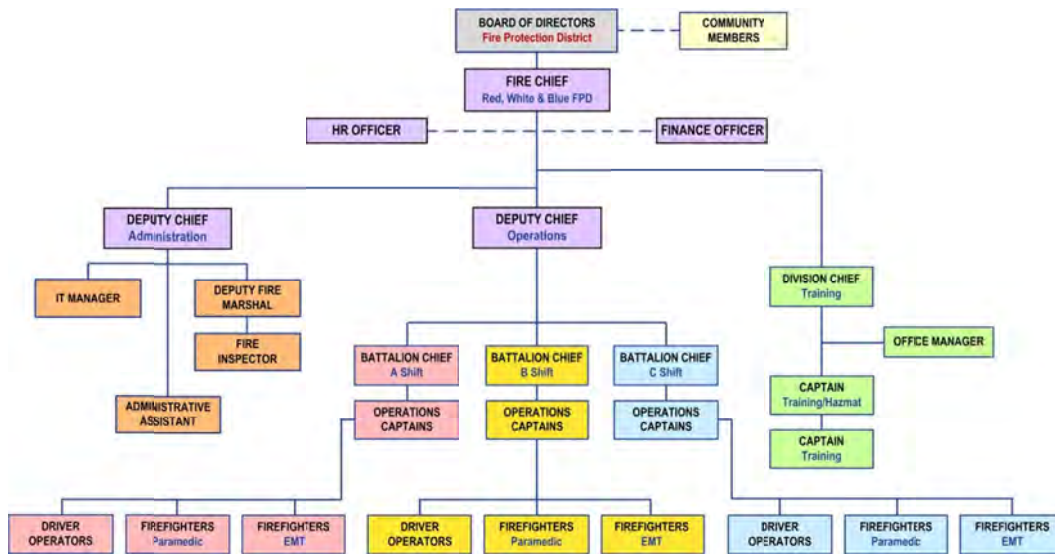 BOARD OF DIRECTORS
Fire Protection District
COMMUNITY
MEMBERS
FIRE CHIEF
Red, White & Blue FPD
HR OFFICER
FINANCE OFFICER
DEPUTY CHIEF
Administration
DEPUTY CHIEF
Operations
IT MANAGER
DEPUTY FIRE
MARSHAL
FIRE
INSPECTOR
ADMINISTRATIVE
ASSISTANT
DIVISION CHIEF
Training
OFFICE MANAGER
CAPTAIN
Training/Hazmat
CAPTAIN
Training
BATTALION CHIEF
A Shift
BATTALION CHIEF
B Shift
BATTALION CHIEF
C Shift
OPERATIONS
CAPTAINS
OPERATIONS
CAPTAINS
OPERATIONS
CAPTAINS
DRIVER
OPERATORS
FIREFIGHTERS
Paramedic
FIREFIGHTERS
EMT
DRIVER
OPERATORS
FIREFIGHTERS
Paramedic
FIREFIGHTERS
EMT
DRIVER
OPERATORS
FIREFIGHTERS
Paramedic
FIREFIGHTERS
EMT